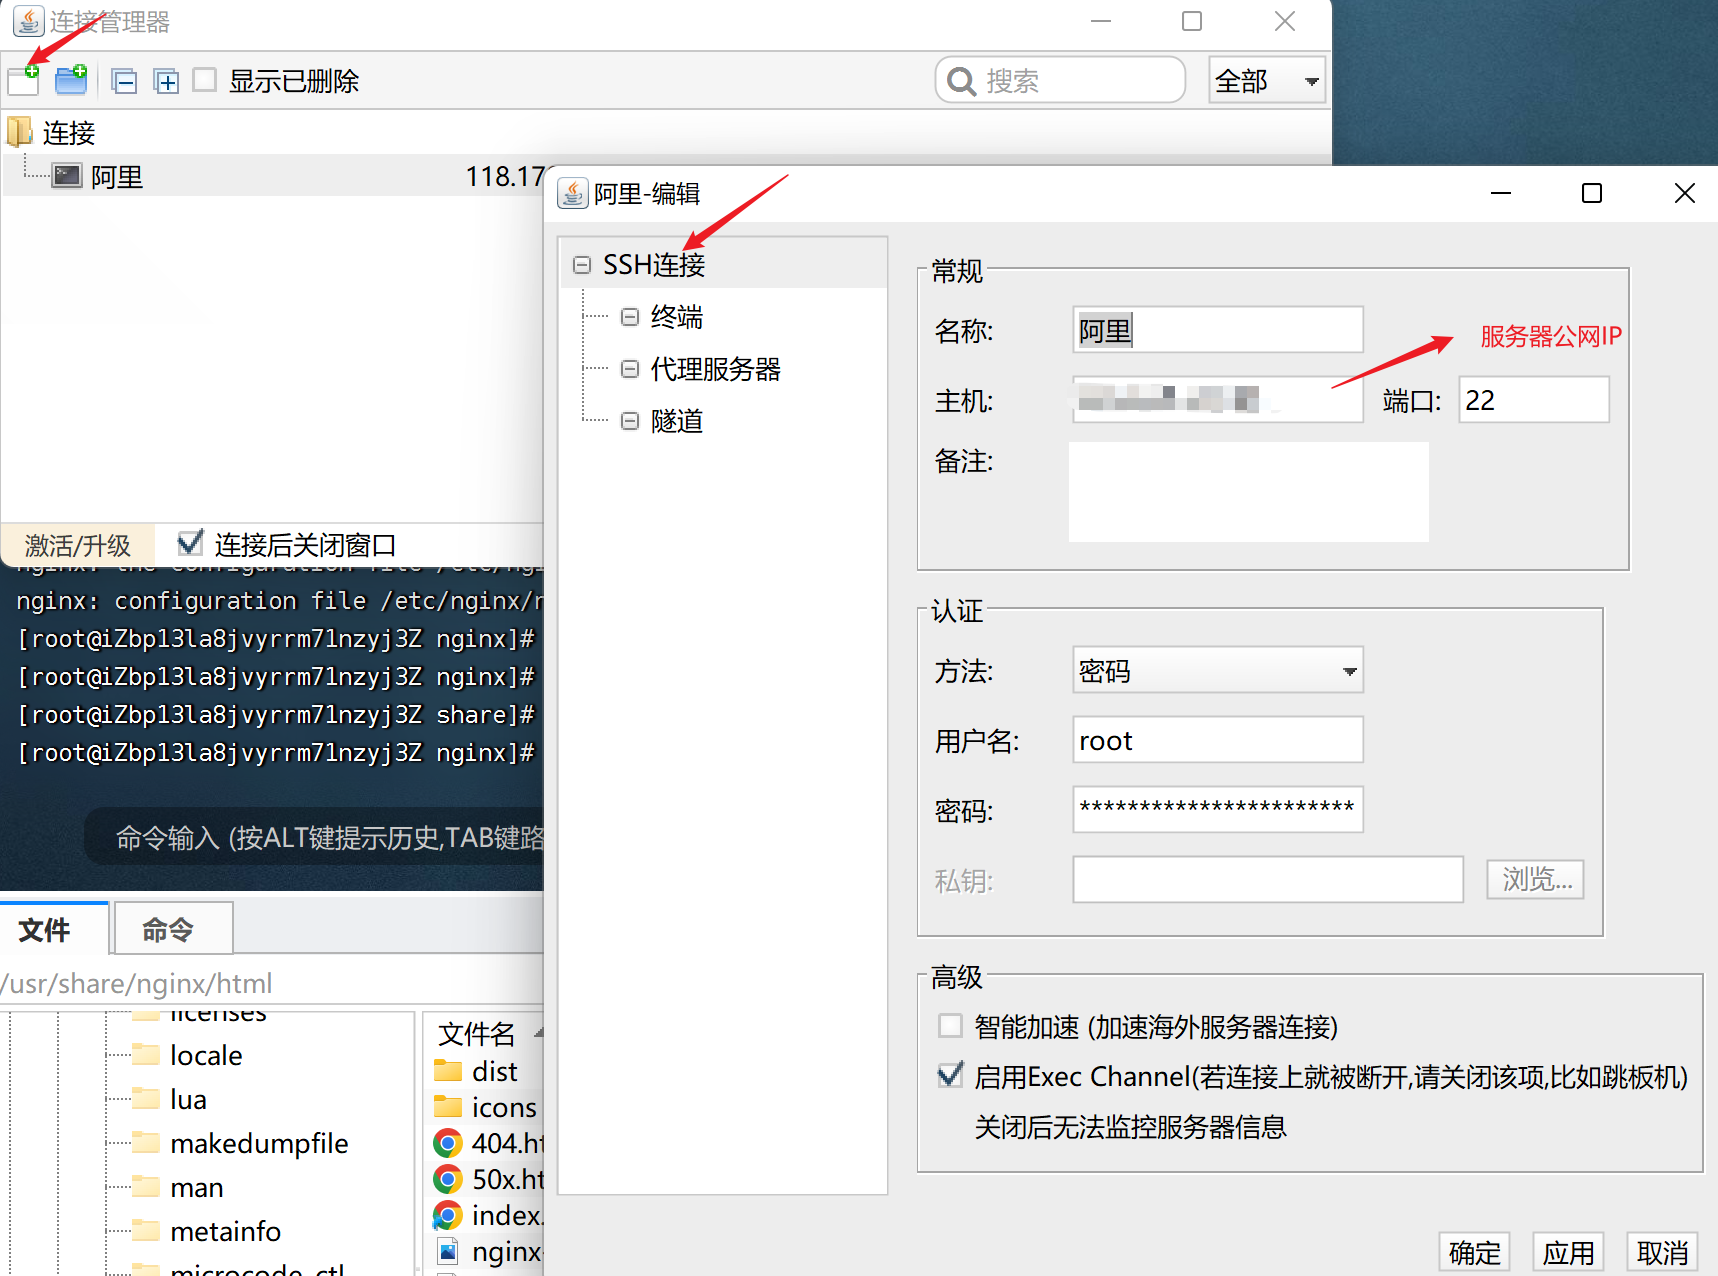 连接管理器
显示已删除
搜索
全部
连接
阿里
118.17
激活/升级
连接后关闭窗口
nginx: the configuration file /etc/ngi
nginx: configuration file /etc/nginx/n
[root@iZbp13la8jvyrrm71nzyj3Z nginx]#
[root@iZbp13la8jvyrrm71nzyj3Z nginx]#
[root@iZbp13la8jvyrrm71nzyj3Z share]#
[root@iZbp13la8jvyrrm71nzyj3Z nginx]#
命令输入 (按ALT键提示历史,TAB键路
文件
命令
/usr/share/nginx/html
licenses
locale
lua
makedumpfile
man
metainfo
microcode_ctl
文件名
dist
icons
404.ht
50x.ht
index.
nginx-
阿里-编辑
SSH连接
终端
代理服务器
隧道
常规
名称:
阿里
服务器公网IP
主机:
端口:
22
备注:
认证
方法:
密码
用户名:
root
密码:
***********************
私钥:
浏览...
高级
智能加速 (加速海外服务器连接)
启用Exec Channel(若连接上就被断开,请关闭该项,比如跳板机)
关闭后无法监控服务器信息
确定
应用
取消